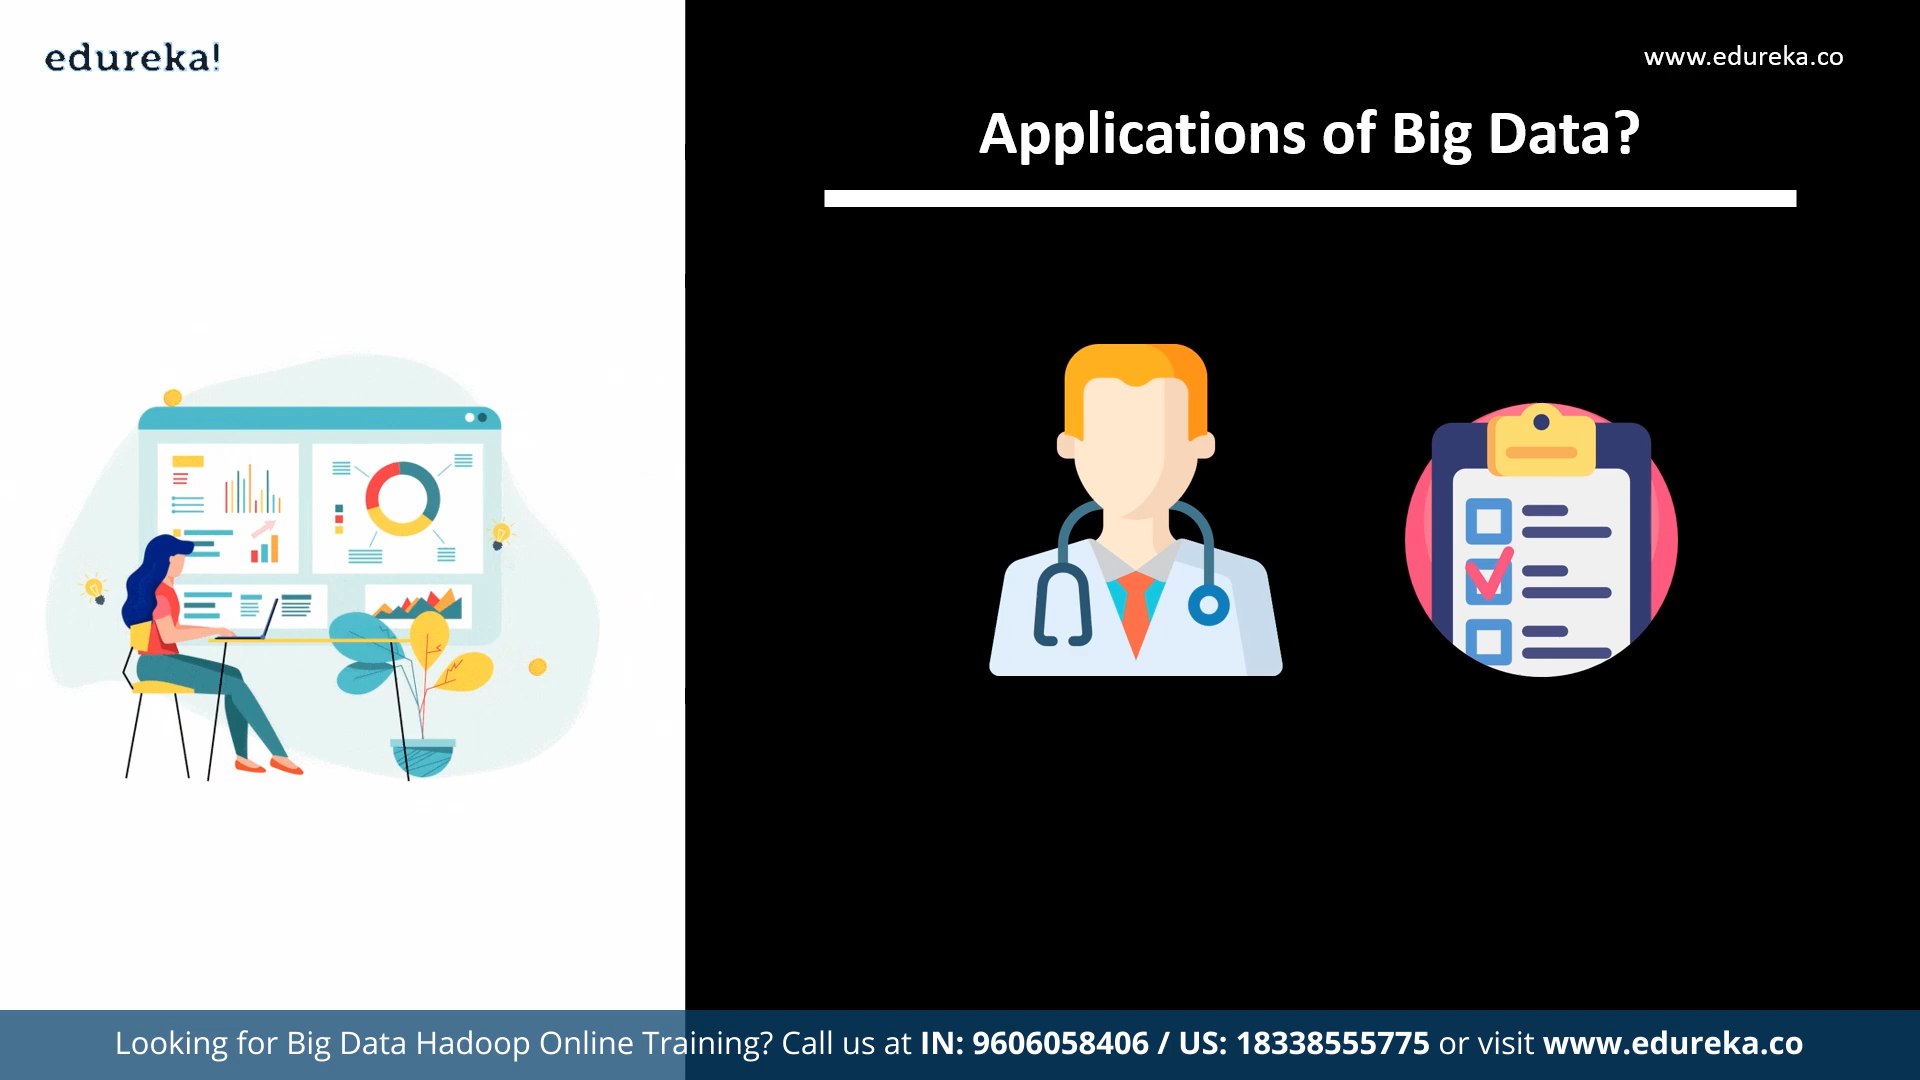 edureka!
www.edureka.co
Applications of Big Data?
Looking for Big Data Hadoop Online Training? Call us at IN: 9606058406 / US: 18338555775 or visit www.edureka.co